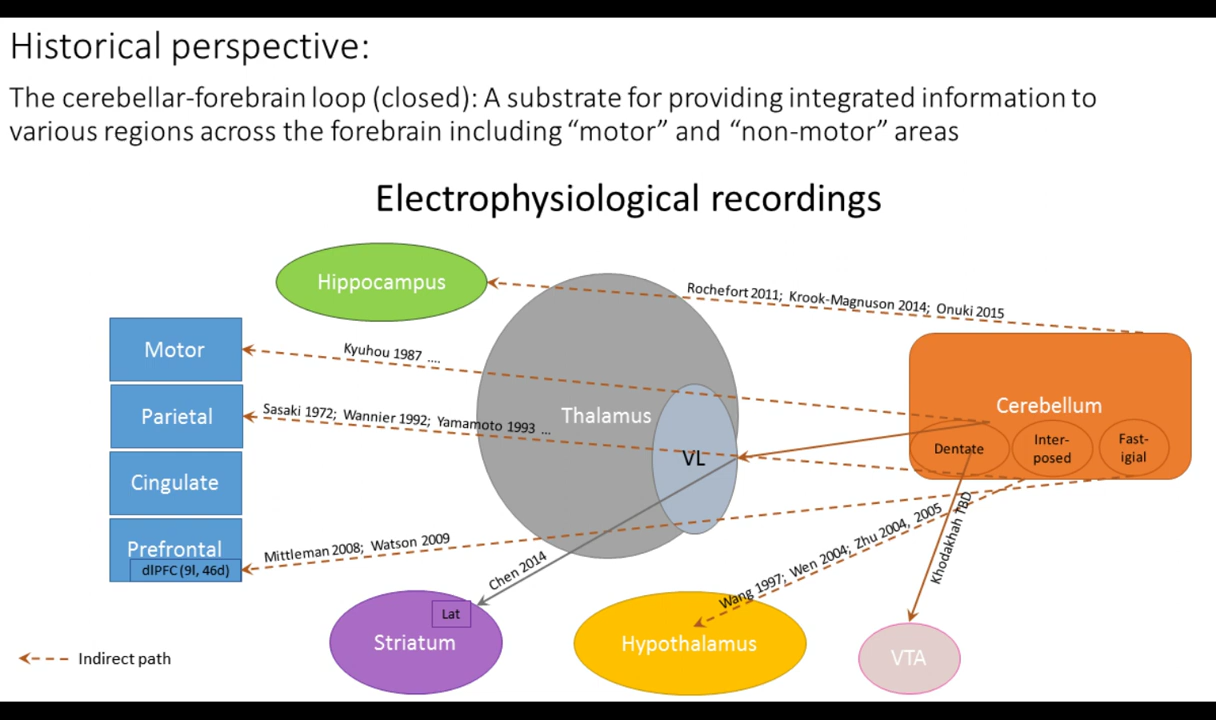 Historical perspective:
The cerebellar-forebrain loop (closed): A substrate for providing integrated information to
various regions across the forebrain including “motor” and “non-motor” areas
Electrophysiological recordings
Hippocampus
Rochefort 2011; Krook-Magnuson 2014; Onuki 2015
Motor
Kyuhou 1987 ....
Parietal
Sasaki 1972; Wannier 1992; Yamamoto 1993 ...
Thalamus
VL
Cerebellum
Dentate
Inter-
posed
Fast-
igial
Cingulate
Prefrontal
dlPFC (9l, 46d)
Mittleman 2008; Watson 2009
Chen 2014
Wang 1997; Wen 2004; Zhu 2004, 2005
Khodakhah TBD
Lat
Striatum
Hypothalamus
VTA
Indirect path